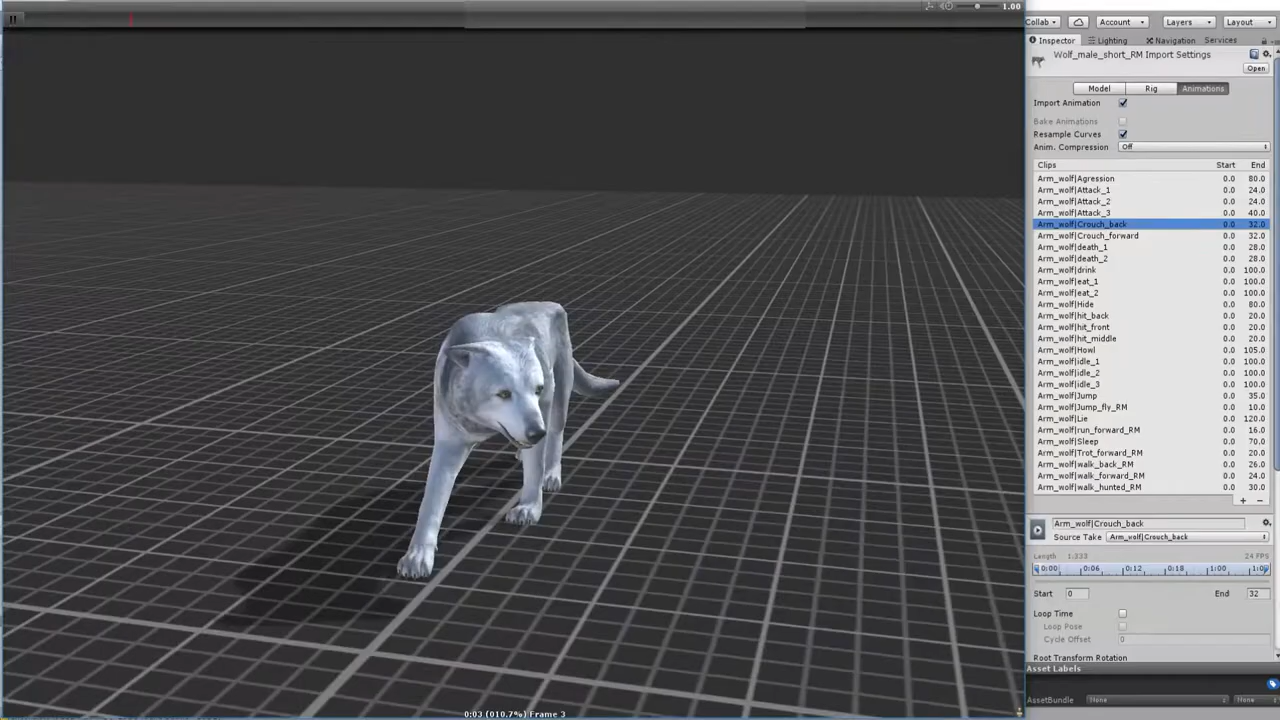 1.00
Collab Account Layers Layout
Inspector Lighting Navigation Services
Wolf_male_short_RM Import Settings
Open
Model Rig Animations
Import Animation
Bake Animations
Resample Curves
Anim. Compression Off
Clips Start End
Arm_wolf|Agression 0.0 80.0
Arm_wolf|Attack_1 0.0 24.0
Arm_wolf|Attack_2 0.0 24.0
Arm_wolf|Attack_3 0.0 40.0
Arm_wolf|Crouch_back 0.0 32.0
Arm_wolf|Crouch_forward 0.0 32.0
Arm_wolf|death_1 0.0 28.0
Arm_wolf|death_2 0.0 28.0
Arm_wolf|drink 0.0 100.0
Arm_wolf|eat_1 0.0 100.0
Arm_wolf|eat_2 0.0 100.0
Arm_wolf|Hide 0.0 80.0
Arm_wolf|hit_back 0.0 20.0
Arm_wolf|hit_front 0.0 20.0
Arm_wolf|hit_middle 0.0 20.0
Arm_wolf|Howl 0.0 105.0
Arm_wolf|idle_1 0.0 100.0
Arm_wolf|idle_2 0.0 100.0
Arm_wolf|idle_3 0.0 100.0
Arm_wolf|Jump 0.0 35.0
Arm_wolf|Jump_fly_RM 0.0 10.0
Arm_wolf|Lie 0.0 120.0
Arm_wolf|run_forward_RM 0.0 16.0
Arm_wolf|Sleep 0.0 70.0
Arm_wolf|Trot_forward_RM 0.0 20.0
Arm_wolf|walk_back_RM 0.0 26.0
Arm_wolf|walk_forward_RM 0.0 24.0
Arm_wolf|walk_hunted_RM 0.0 30.0
+ −
Arm_wolf|Crouch_back
Source Take Arm_wolf|Crouch_back
Length 1.333 24 FPS
0:00 0:06 0:12 0:18 1:00
Start 0 End 32
Loop Time
Loop Pose
Cycle Offset 0
Root Transform Rotation
Asset Labels
AssetBundle None None
0:03 (010.7%) Frame 3